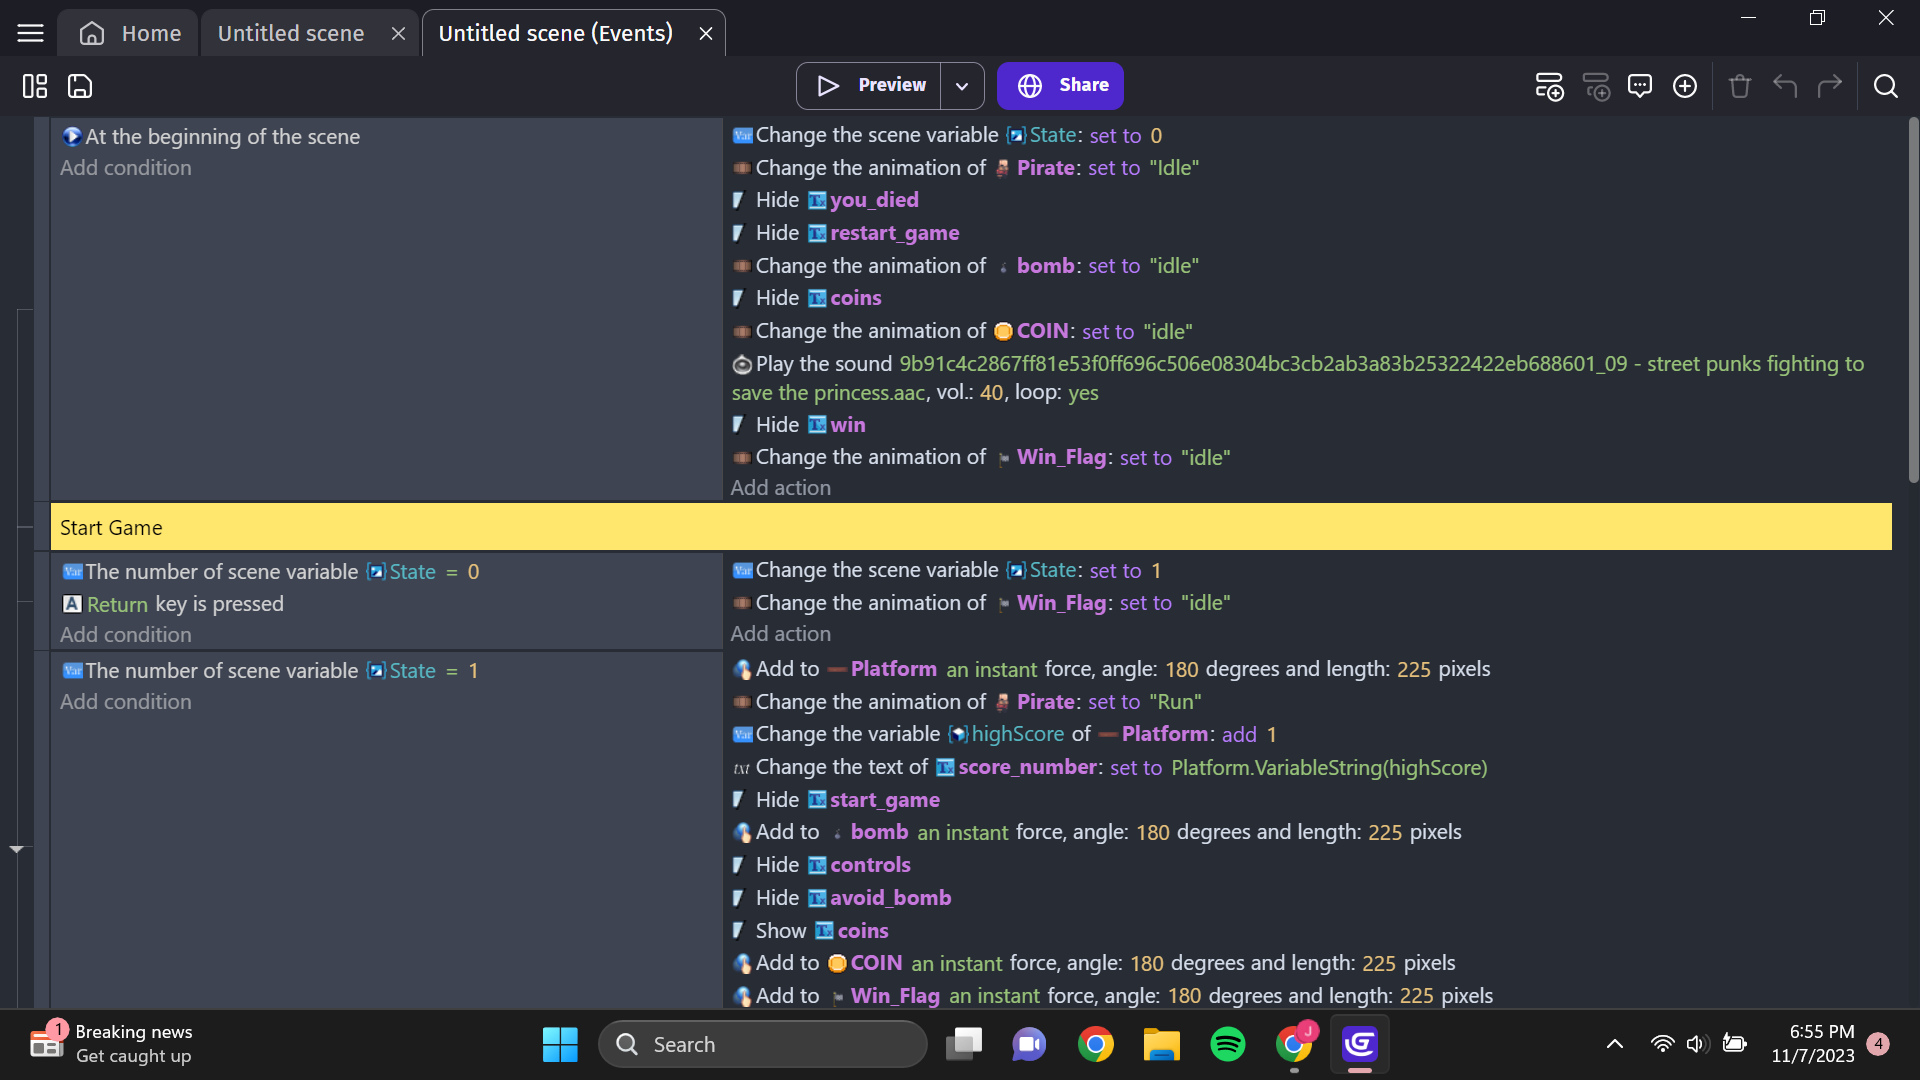 Home
Untitled scene
Untitled scene (Events)
Preview
Share
At the beginning of the scene
Add condition
Change the scene variable State: set to 0
Change the animation of Pirate: set to "Idle"
Hide you_died
Hide restart_game
Change the animation of bomb: set to "idle"
Hide coins
Change the animation of COIN: set to "idle"
Play the sound 9b91c4c2867ff81e53f0ff696c506e08304bc3cb2ab3a83b25322422eb688601_09 - street punks fighting to
save the princess.aac, vol.: 40, loop: yes
Hide win
Change the animation of Win_Flag: set to "idle"
Add action
Start Game
The number of scene variable State = 0
Return key is pressed
Add condition
Change the scene variable State: set to 1
Change the animation of Win_Flag: set to "idle"
Add action
The number of scene variable State = 1
Add condition
Add to Platform an instant force, angle: 180 degrees and length: 225 pixels
Change the animation of Pirate: set to "Run"
Change the variable highScore of Platform: add 1
txt Change the text of score_number: set to Platform.VariableString(highScore)
Hide start_game
Add to bomb an instant force, angle: 180 degrees and length: 225 pixels
Hide controls
Hide avoid_bomb
Show coins
Add to COIN an instant force, angle: 180 degrees and length: 225 pixels
Add to Win_Flag an instant force, angle: 180 degrees and length: 225 pixels
1
Breaking news
Get caught up
Search
J
6:55 PM
11/7/2023
4